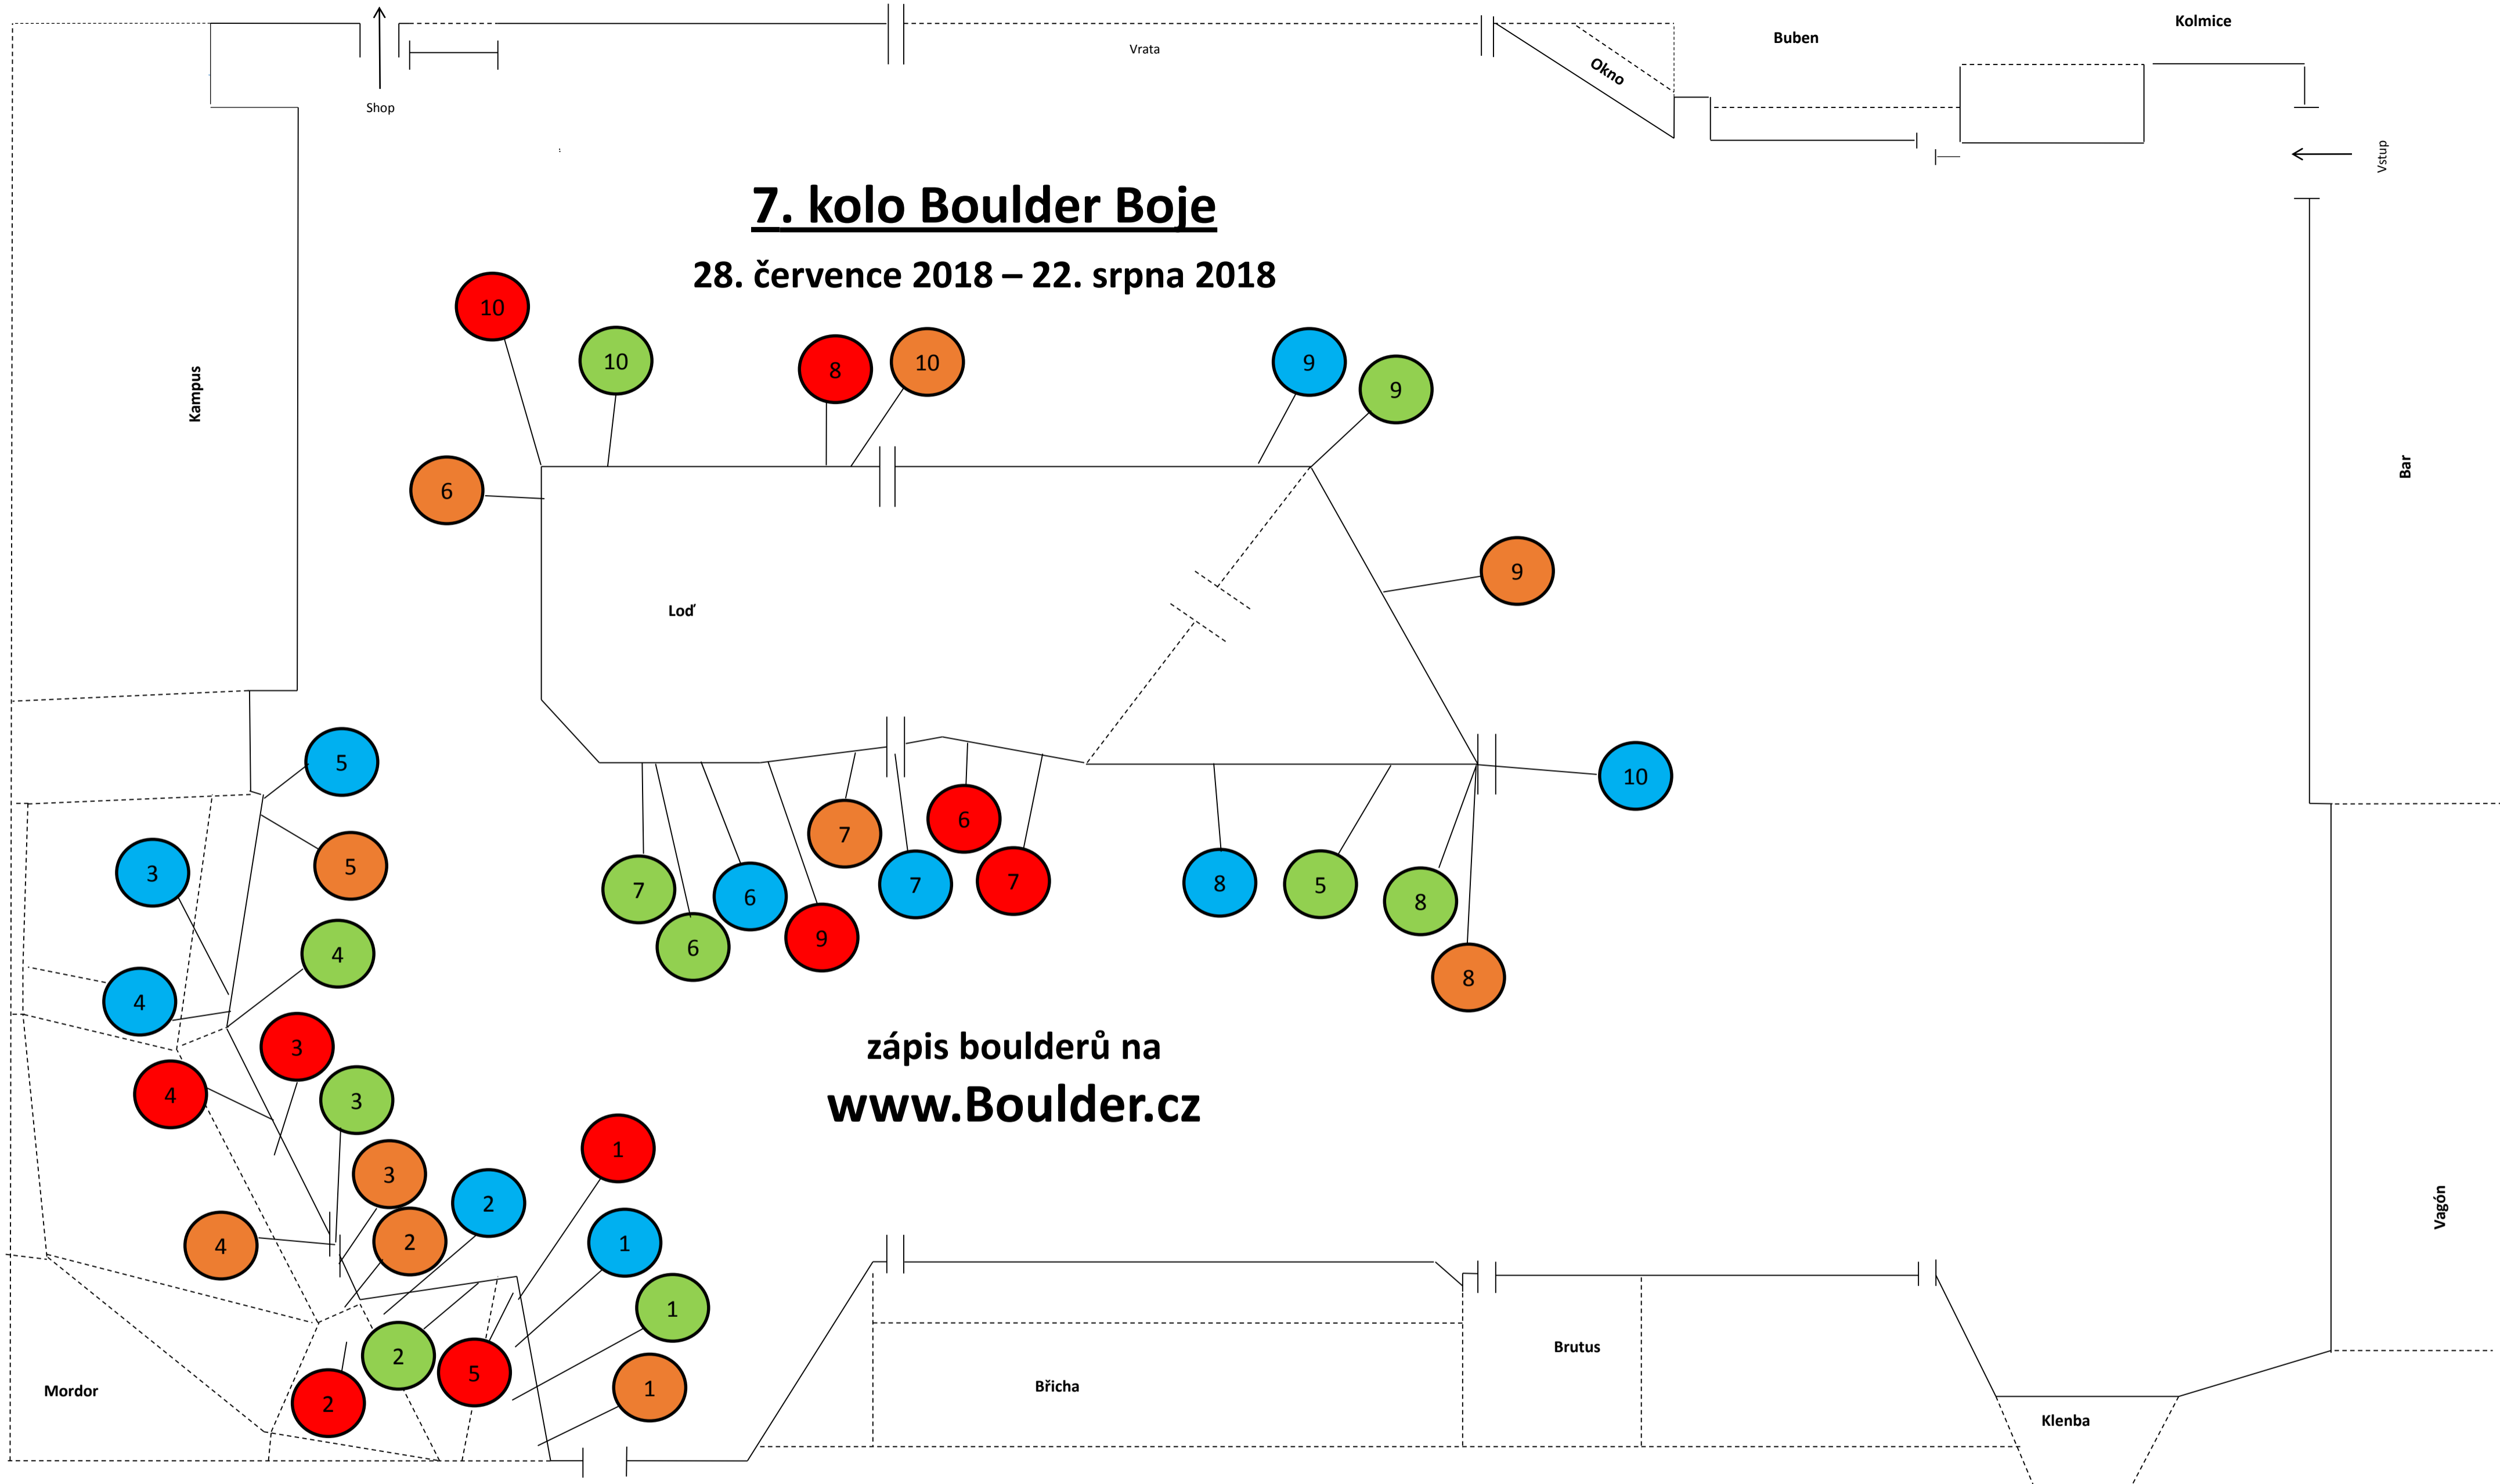 Kolmice
Buben
Vrata
Okno
Shop
Vstup
7. kolo Boulder Boje
28. července 2018 – 22. srpna 2018
10
10
8
10
9
9
Kampus
Bar
6
9
Loď
5
10
3
5
7
6
7
6
8
5
8
7
7
6
9
4
8
4
zápis boulderů na
www.Boulder.cz
3
4
3
1
3
2
4
2
1
Vagón
1
2
5
1
2
Mordor
Břicha
Brutus
Klenba